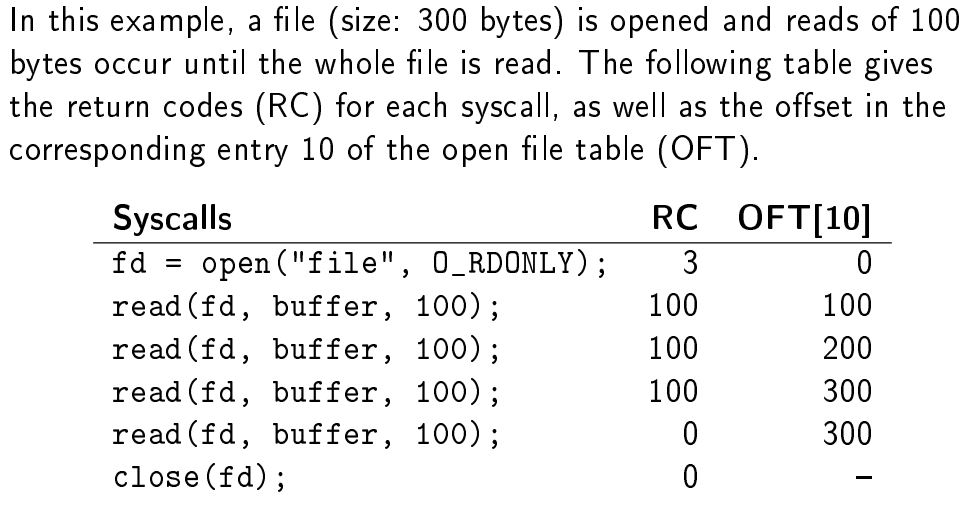 In this example, a file (size: 300 bytes) is opened and reads of 100
bytes occur until the whole file is read. The following table gives
the return codes (RC) for each syscall, as well as the offset in the
corresponding entry 10 of the open file table (OFT).
Syscalls RC OFT[10]
fd = open("file", O_RDONLY); 3 0
read(fd, buffer, 100); 100 100
read(fd, buffer, 100); 100 200
read(fd, buffer, 100); 100 300
read(fd, buffer, 100); 0 300
close(fd); 0 –